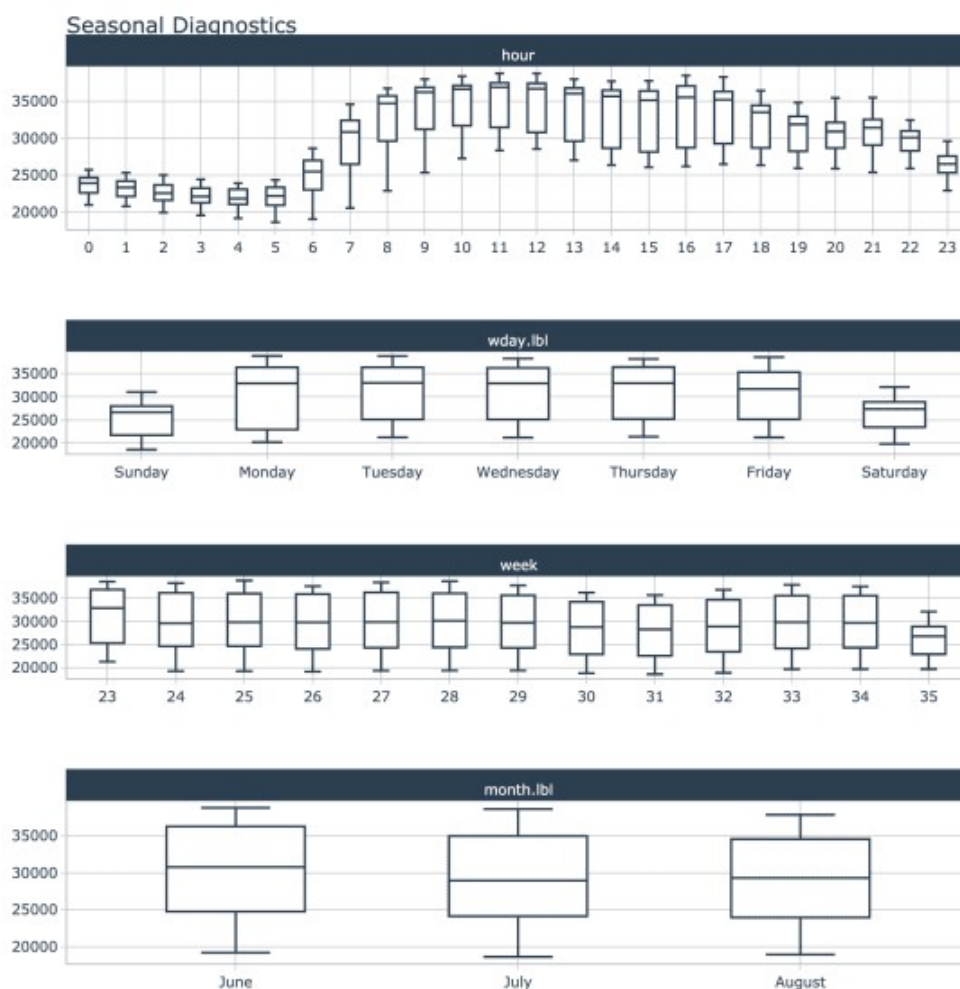 Seasonal Diagnostics
hour
35000
30000
25000
20000
0 1 2 3 4 5 6 7 8 9 10 11 12 13 14 15 16 17 18 19 20 21 22 23
wday.lbl
35000
30000
25000
20000
Sunday Monday Tuesday Wednesday Thursday Friday Saturday
week
35000
30000
25000
20000
23 24 25 26 27 28 29 30 31 32 33 34 35
month.lbl
35000
30000
25000
20000
June July August